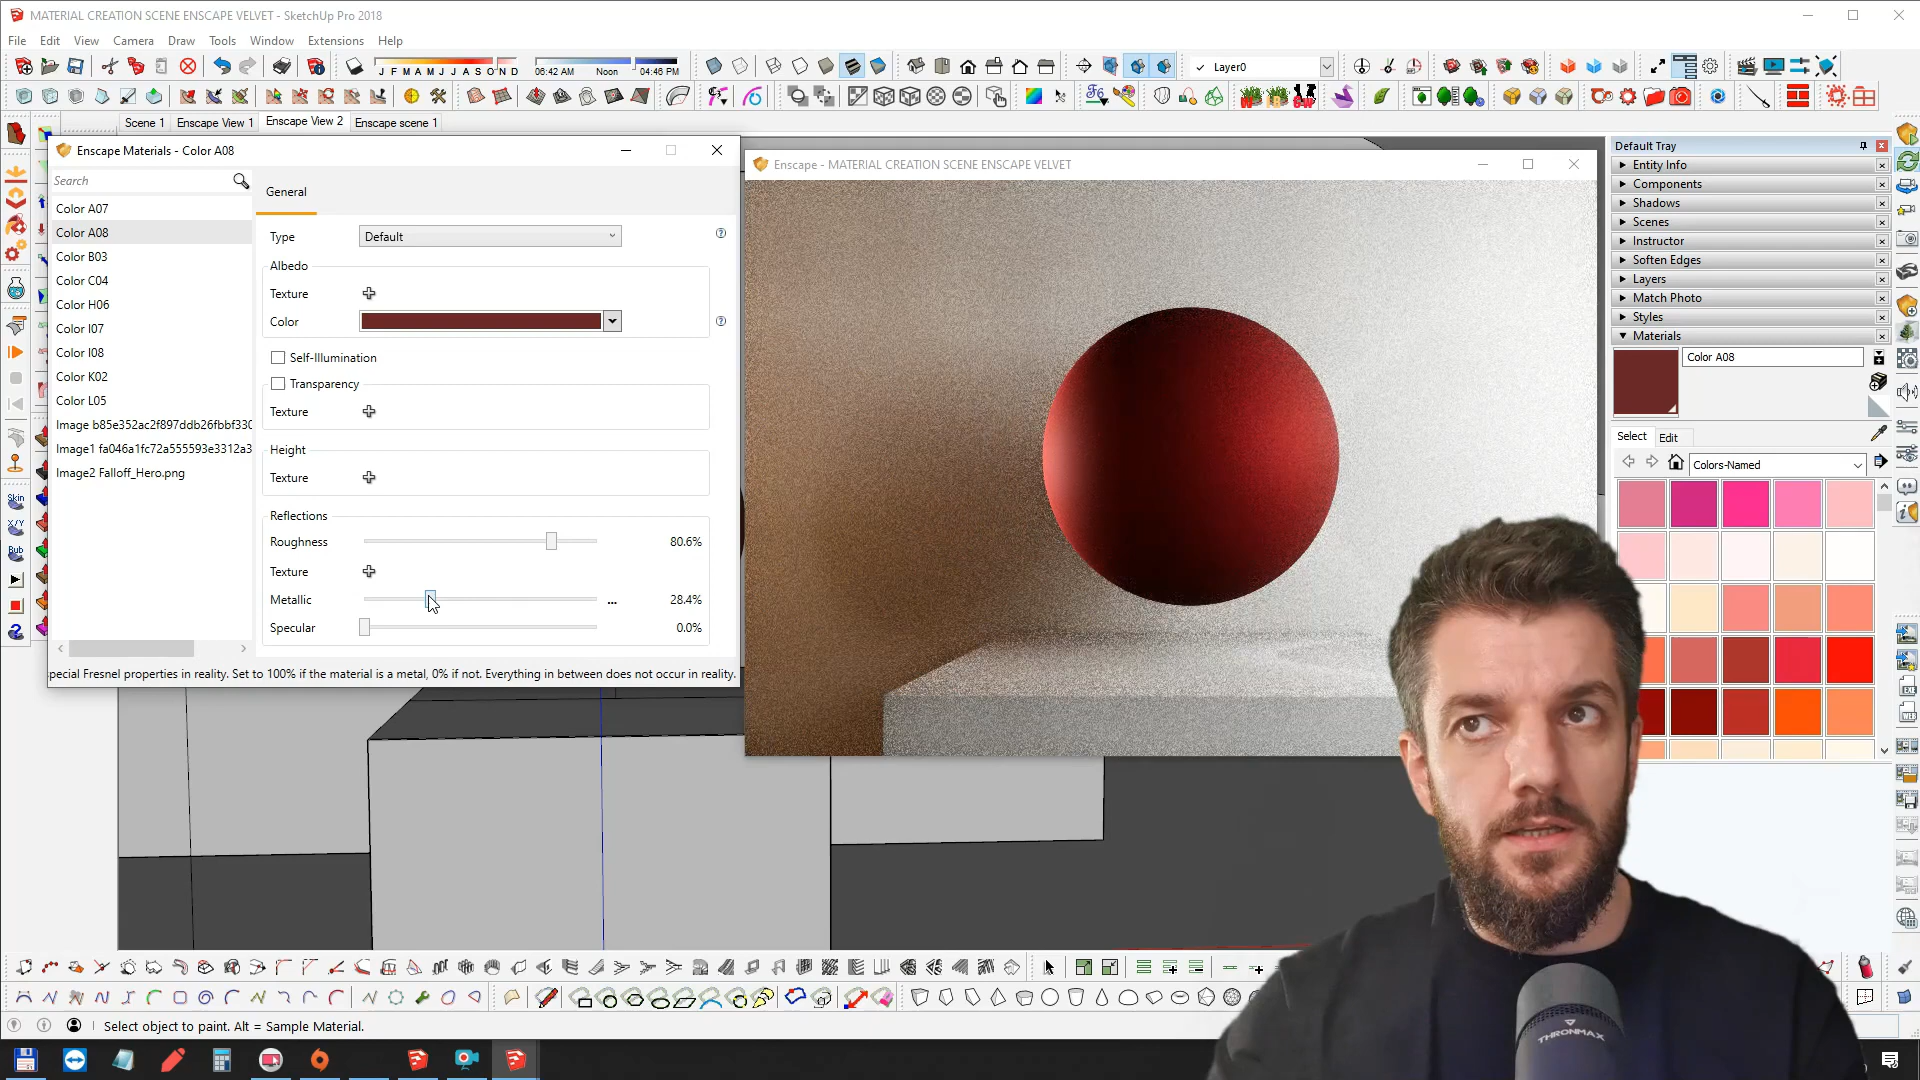 MATERIAL CREATION SCENE ENSCAPE VELVET - SketchUp Pro 2018
File Edit View Camera Draw Tools Window Extensions Help
J F M A M J J A S O N D
06:42 AM Noon 04:46 PM
Layer0
Scene 1 Enscape View 1 Enscape View 2 Enscape scene 1
Enscape Materials - Color A08
Search
General
Color A07
Color A08
Color B03
Color C04
Color H06
Color I07
Color I08
Color K02
Color L05
Image b85e352ac2f897ddb26fbbf330
Image1 fa046a1fc72a555593e3312a3
Image2 Falloff_Hero.png
Type Default
Albedo
Texture
Color
Self-Illumination
Transparency
Texture
Height
Texture
Reflections
Roughness 80.6%
Texture
Metallic ... 28.4%
Specular 0.0%
pecial Fresnel properties in reality. Set to 100% if the material is a metal, 0% if not. Everything in between does not occur in reality.
Enscape - MATERIAL CREATION SCENE ENSCAPE VELVET
Default Tray
Entity Info
Components
Shadows
Scenes
Instructor
Soften Edges
Layers
Match Photo
Styles
Materials
Color A08
Select Edit
Colors-Named
Skin
X/Y
Bub
THRONMAX
Select object to paint. Alt = Sample Material.